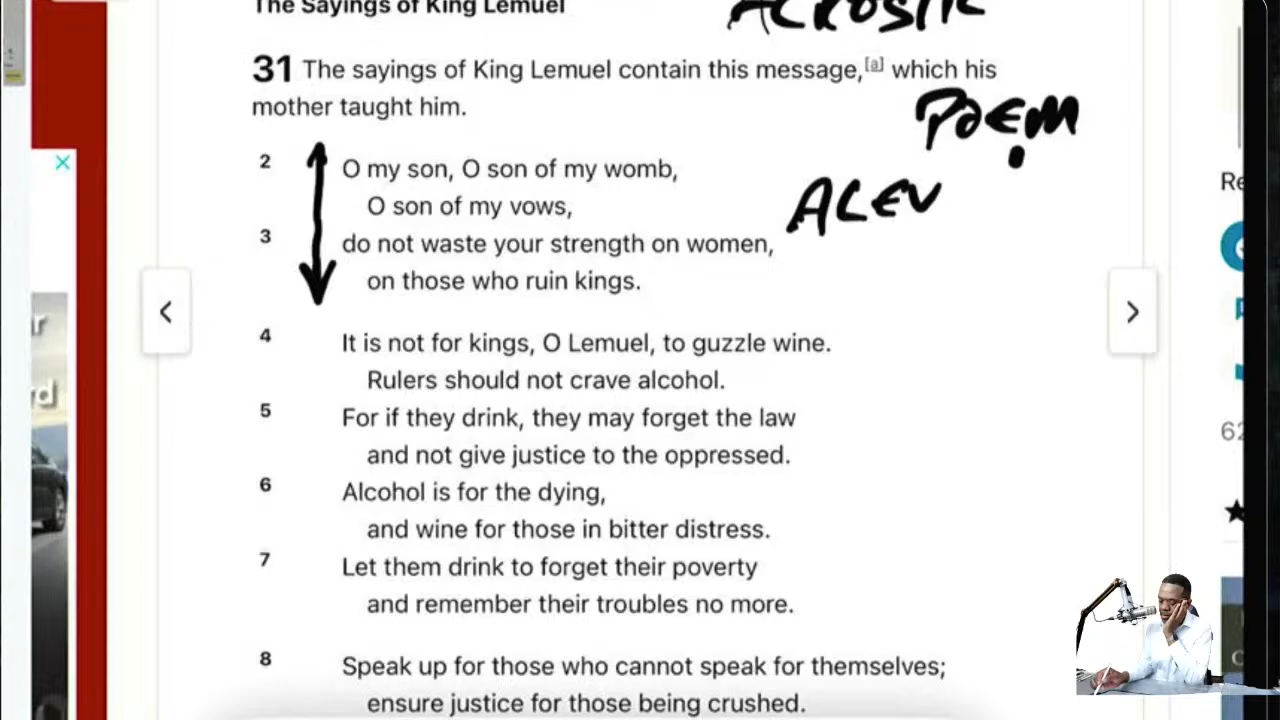 The Sayings of King Lemuel
ACROSTIC
31 The sayings of King Lemuel contain this message,[a] which his
mother taught him.
POEM
2 O my son, O son of my womb,
O son of my vows,
ALEV
3 do not waste your strength on women,
on those who ruin kings.
4 It is not for kings, O Lemuel, to guzzle wine.
Rulers should not crave alcohol.
5 For if they drink, they may forget the law
and not give justice to the oppressed.
6 Alcohol is for the dying,
and wine for those in bitter distress.
7 Let them drink to forget their poverty
and remember their troubles no more.
8 Speak up for those who cannot speak for themselves;
ensure justice for those being crushed.
Re
62